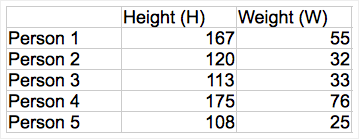 Height (H) Weight (W)
Person 1 167 55
Person 2 120 32
Person 3 113 33
Person 4 175 76
Person 5 108 25